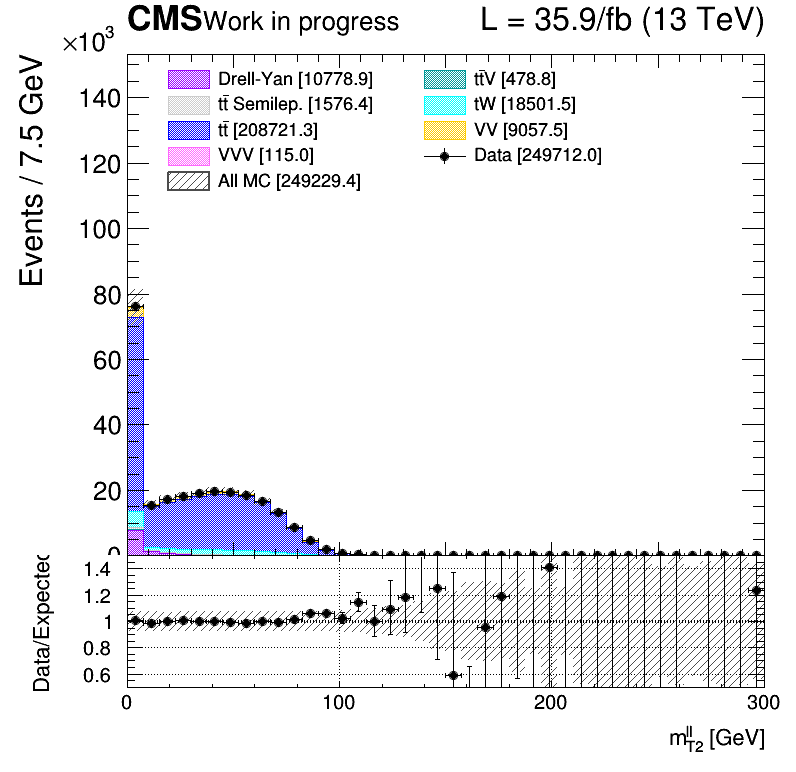 CMS Work in progress L = 35.9/fb (13 TeV)
×10³
Events / 7.5 GeV
Drell-Yan [10778.9]
tt̄V [478.8]
tt̄ Semilep. [1576.4]
tW [18501.5]
tt̄ [208721.3]
VV [9057.5]
VVV [115.0]
Data [249712.0]
All MC [249229.4]
140
120
100
80
60
40
20
0
Data/Expected
1.4
1.2
1
0.8
0.6
0 100 200 300
m_{T2}^{ll} [GeV]